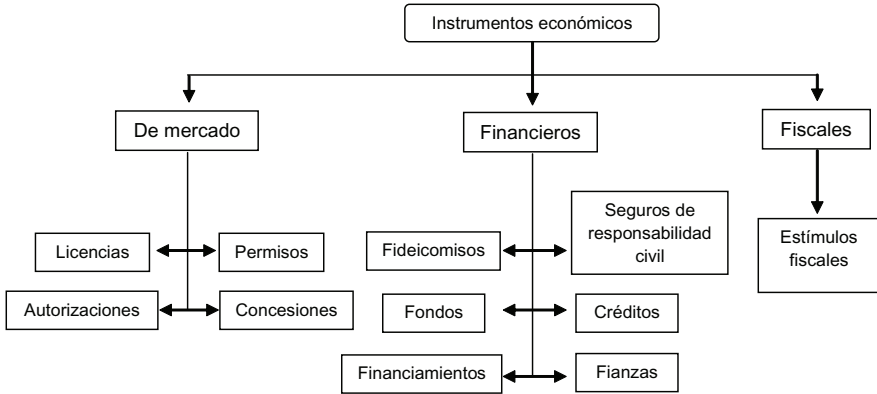 Instrumentos económicos
De mercado
Financieros
Fiscales
Licencias
Permisos
Autorizaciones
Concesiones
Fideicomisos
Seguros de
responsabilidad
civil
Fondos
Créditos
Financiamientos
Fianzas
Estímulos
fiscales